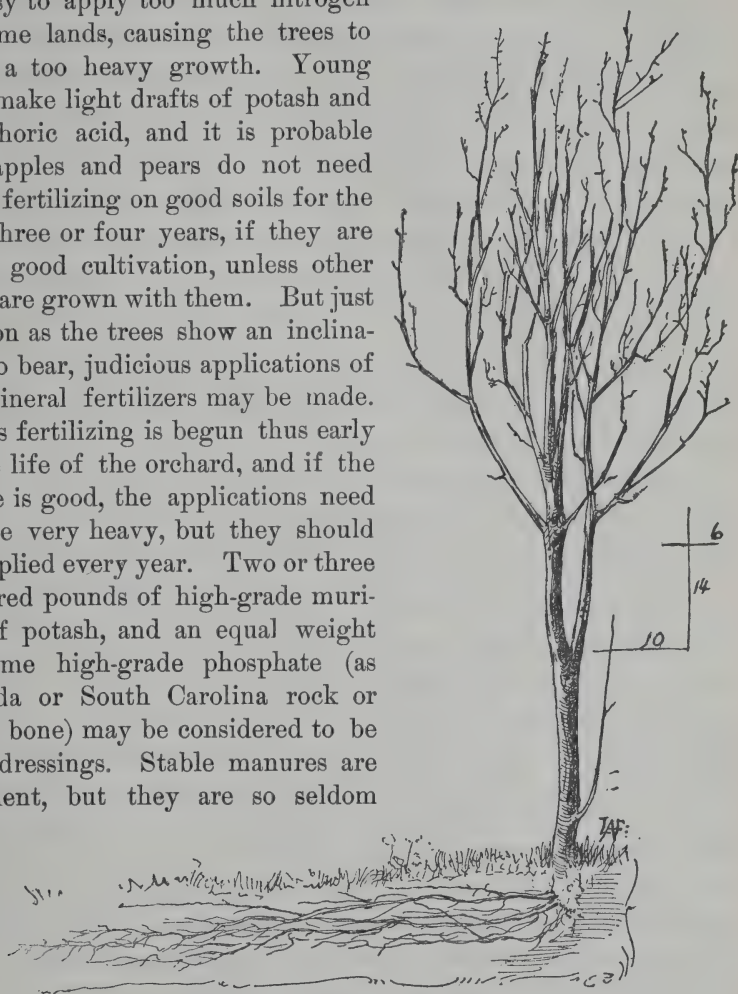 sy to apply too much nitrogen
me lands, causing the trees to
a too heavy growth. Young
make light drafts of potash and
horic acid, and it is probable
apples and pears do not need
fertilizing on good soils for the
hree or four years, if they are
good cultivation, unless other
are grown with them. But just
on as the trees show an inclina-
o bear, judicious applications of
ineral fertilizers may be made.
s fertilizing is begun thus early
life of the orchard, and if the
e is good, the applications need
e very heavy, but they should
plied every year. Two or three
red pounds of high-grade muri-
f potash, and an equal weight
me high-grade phosphate (as
da or South Carolina rock or
bone) may be considered to be
dressings. Stable manures are
lent, but they are so seldom
6
14
10